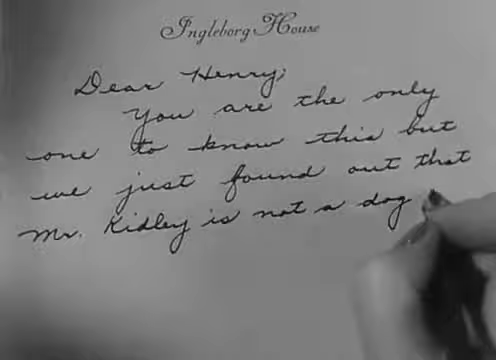 Ingleborg House
Dear Henry,
You are the only
one to know this but
we just found out that
Mr. Ridley is not a dog